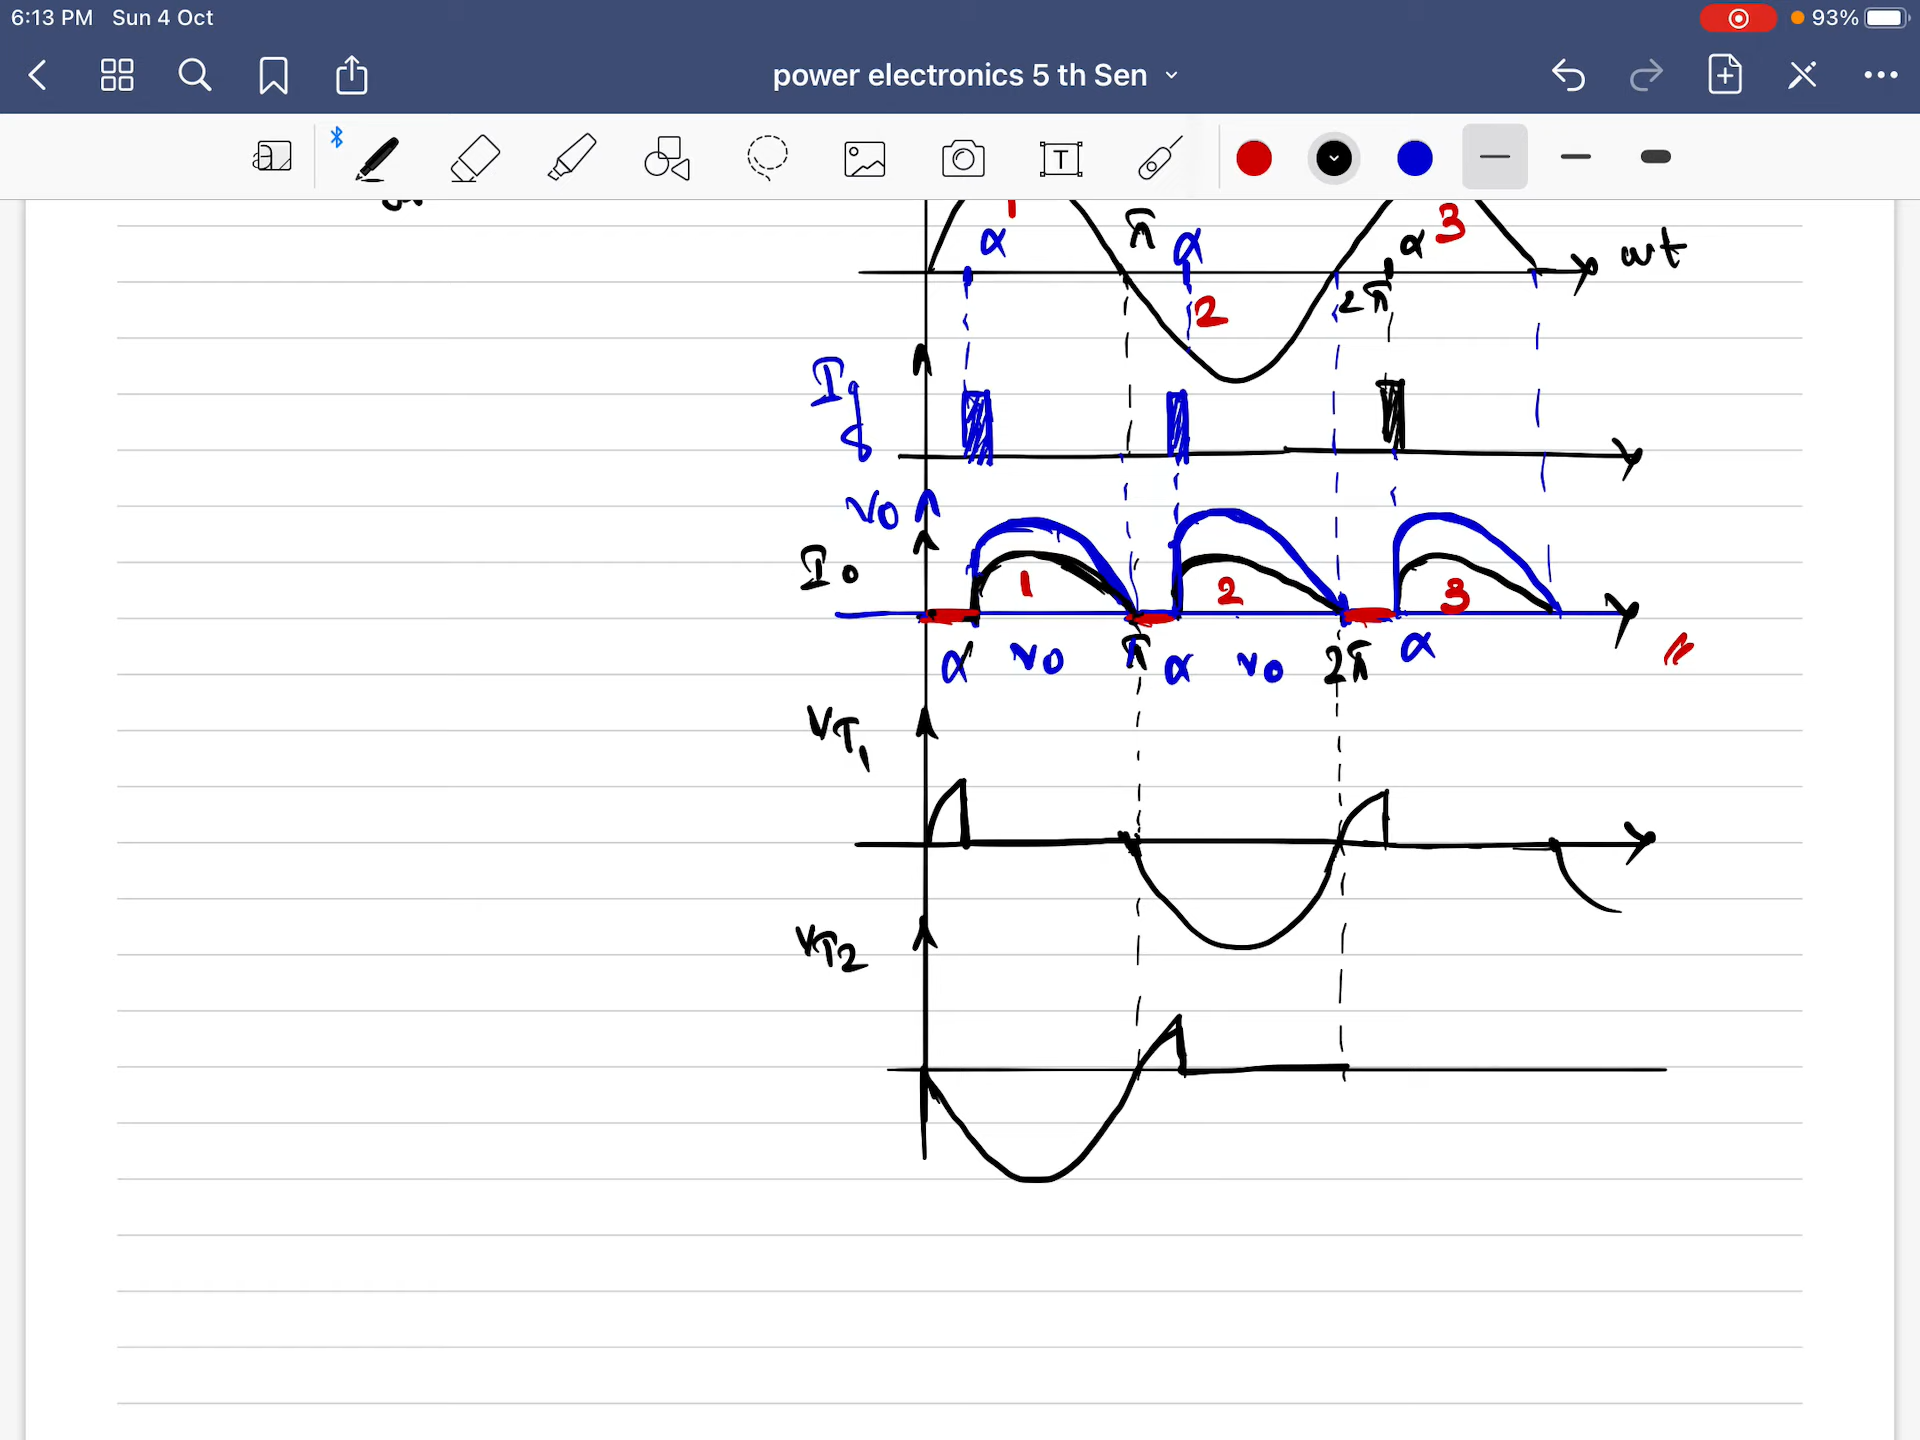 6:13 PM Sun 4 Oct 93%
power electronics 5 th Sen
T
1 3
α π α α ωt
2 2π
Ig
Vo
Io 1 2 3
α Vo π α Vo 2π α
VT1
VT2